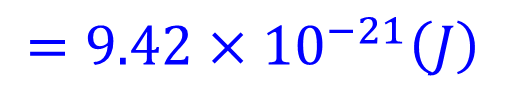 = 9.42 × 10⁻²¹(J)